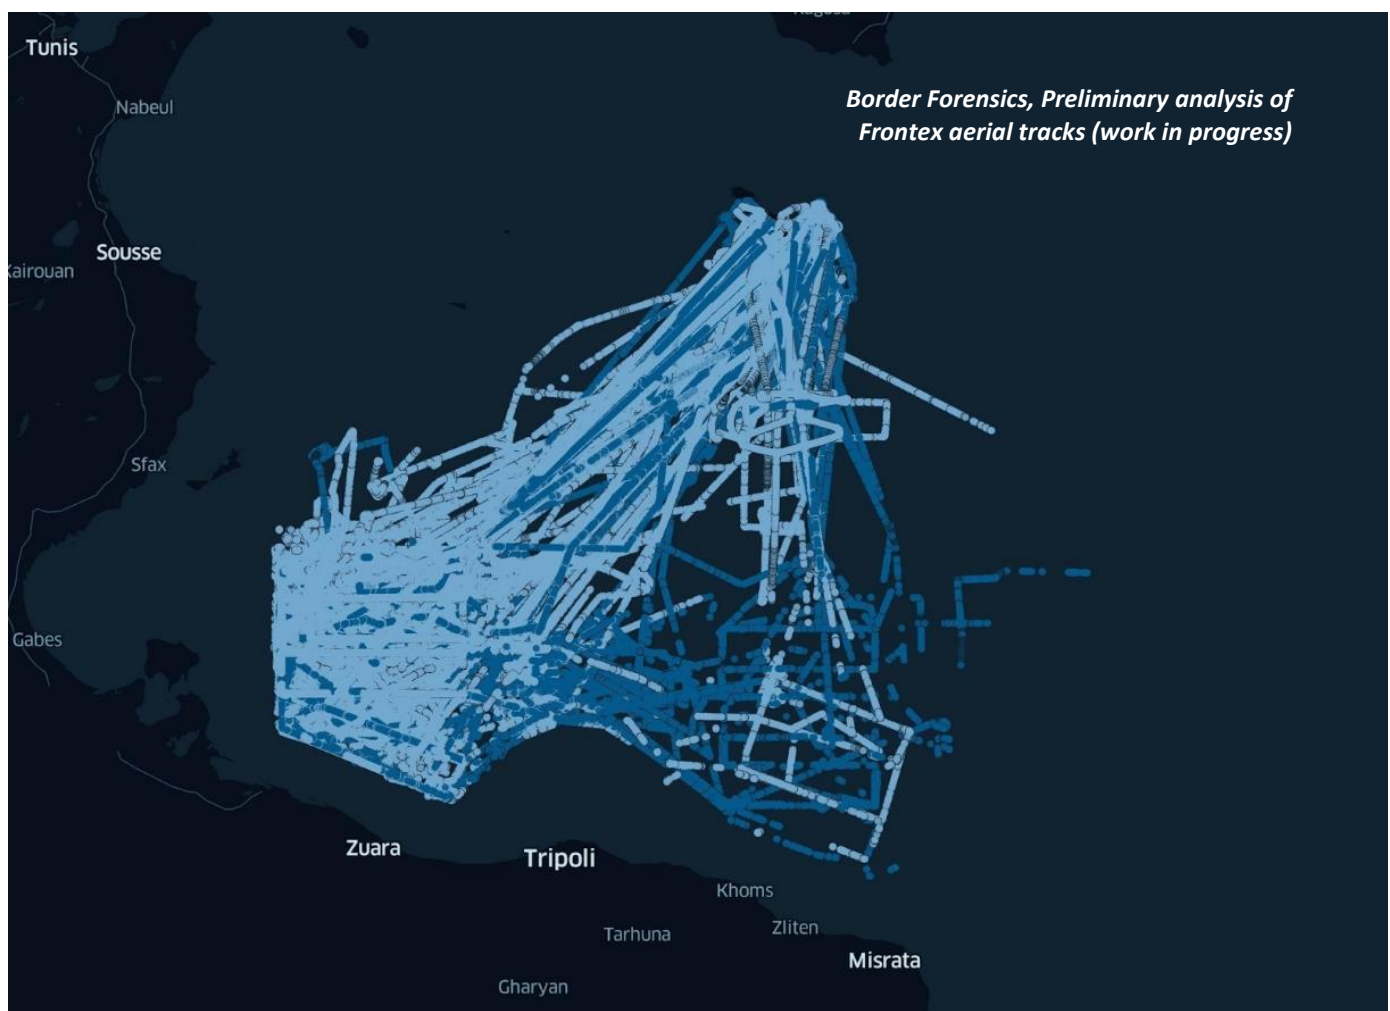 Tunis
Nabeul
Border Forensics, Preliminary analysis of
Frontex aerial tracks (work in progress)
Sousse
Kairouan
Sfax
Gabes
Zuara
Tripoli
Khoms
Tarhuna
Zliten
Misrata
Gharyan